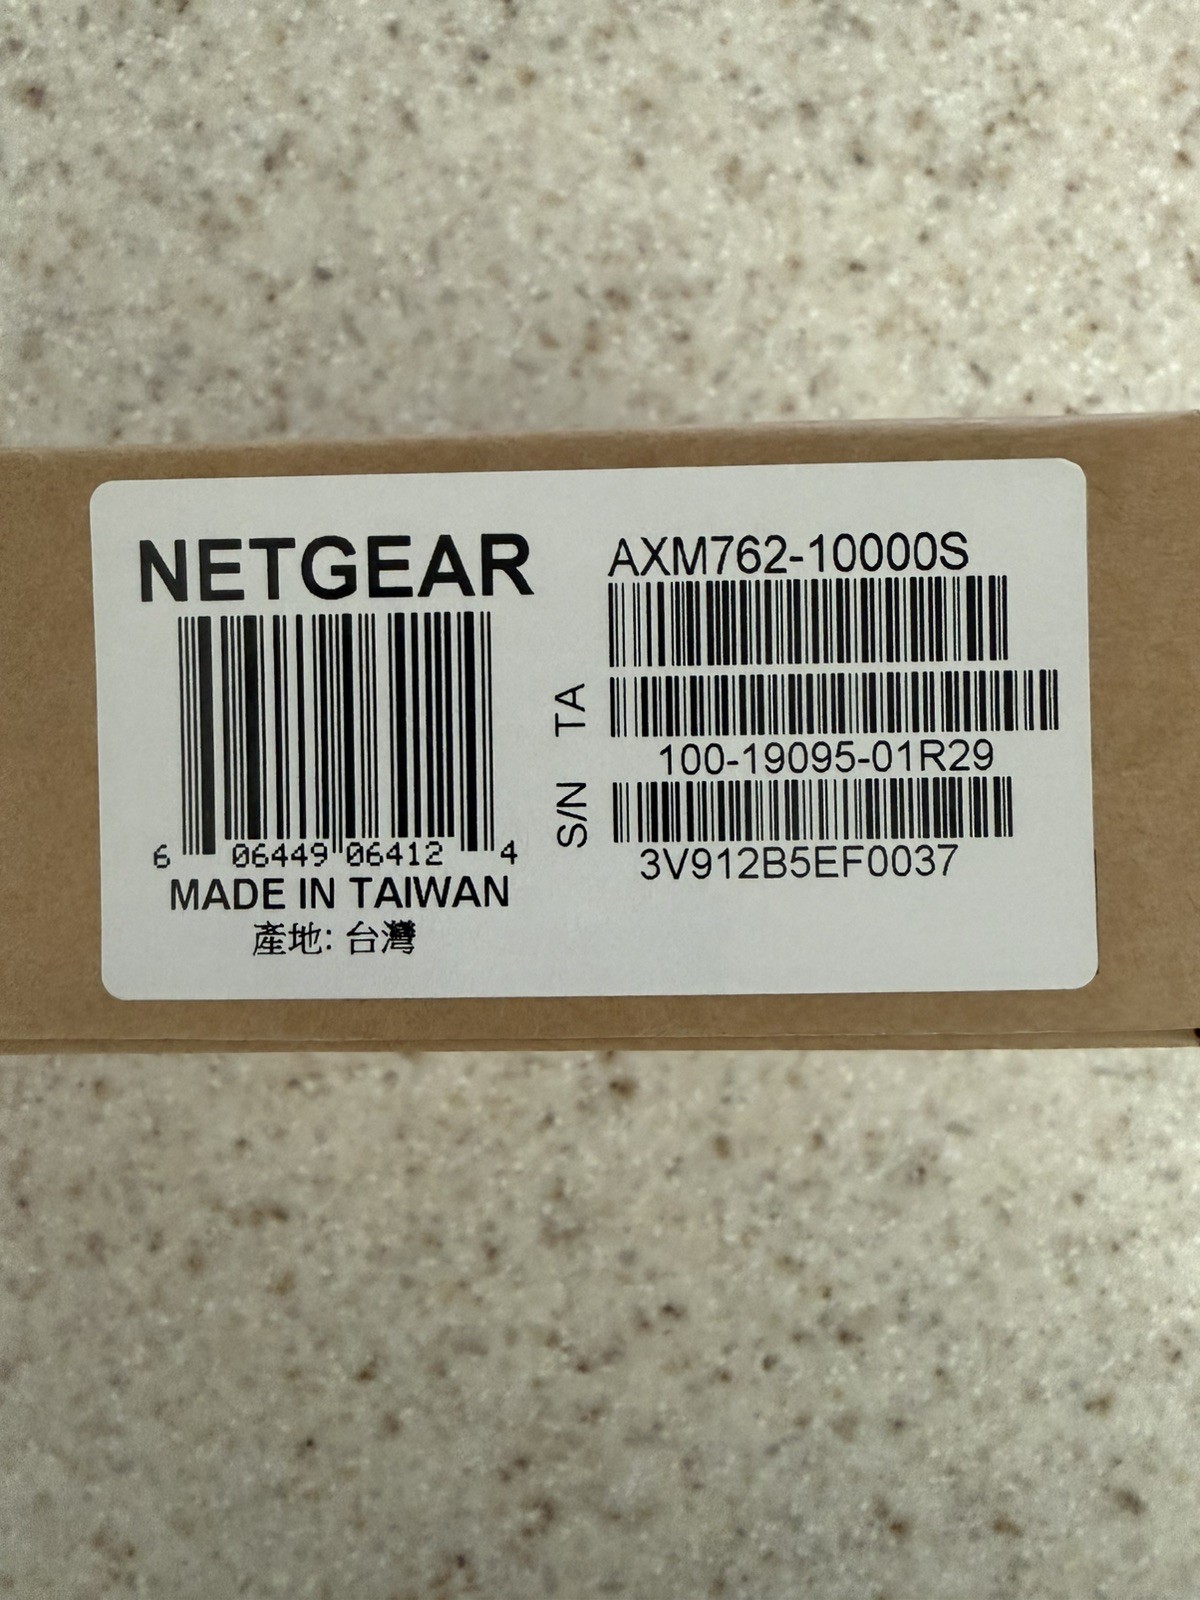 NETGEAR
6 06449 06412 4
MADE IN TAIWAN
產地: 台灣
AXM762-10000S
TA
100-19095-01R29
S/N
3V912B5EF0037